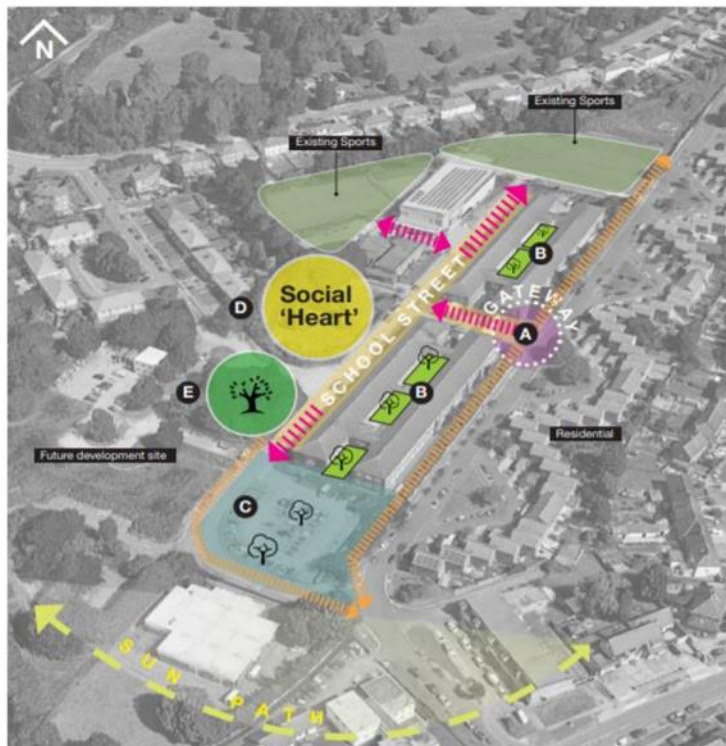 N
Existing Sports
Existing Sports
B
D
Social
'Heart'
SCHOOL STREET
GATEWAY
A
E
B
Residential
Future development site
C
SUN PATH